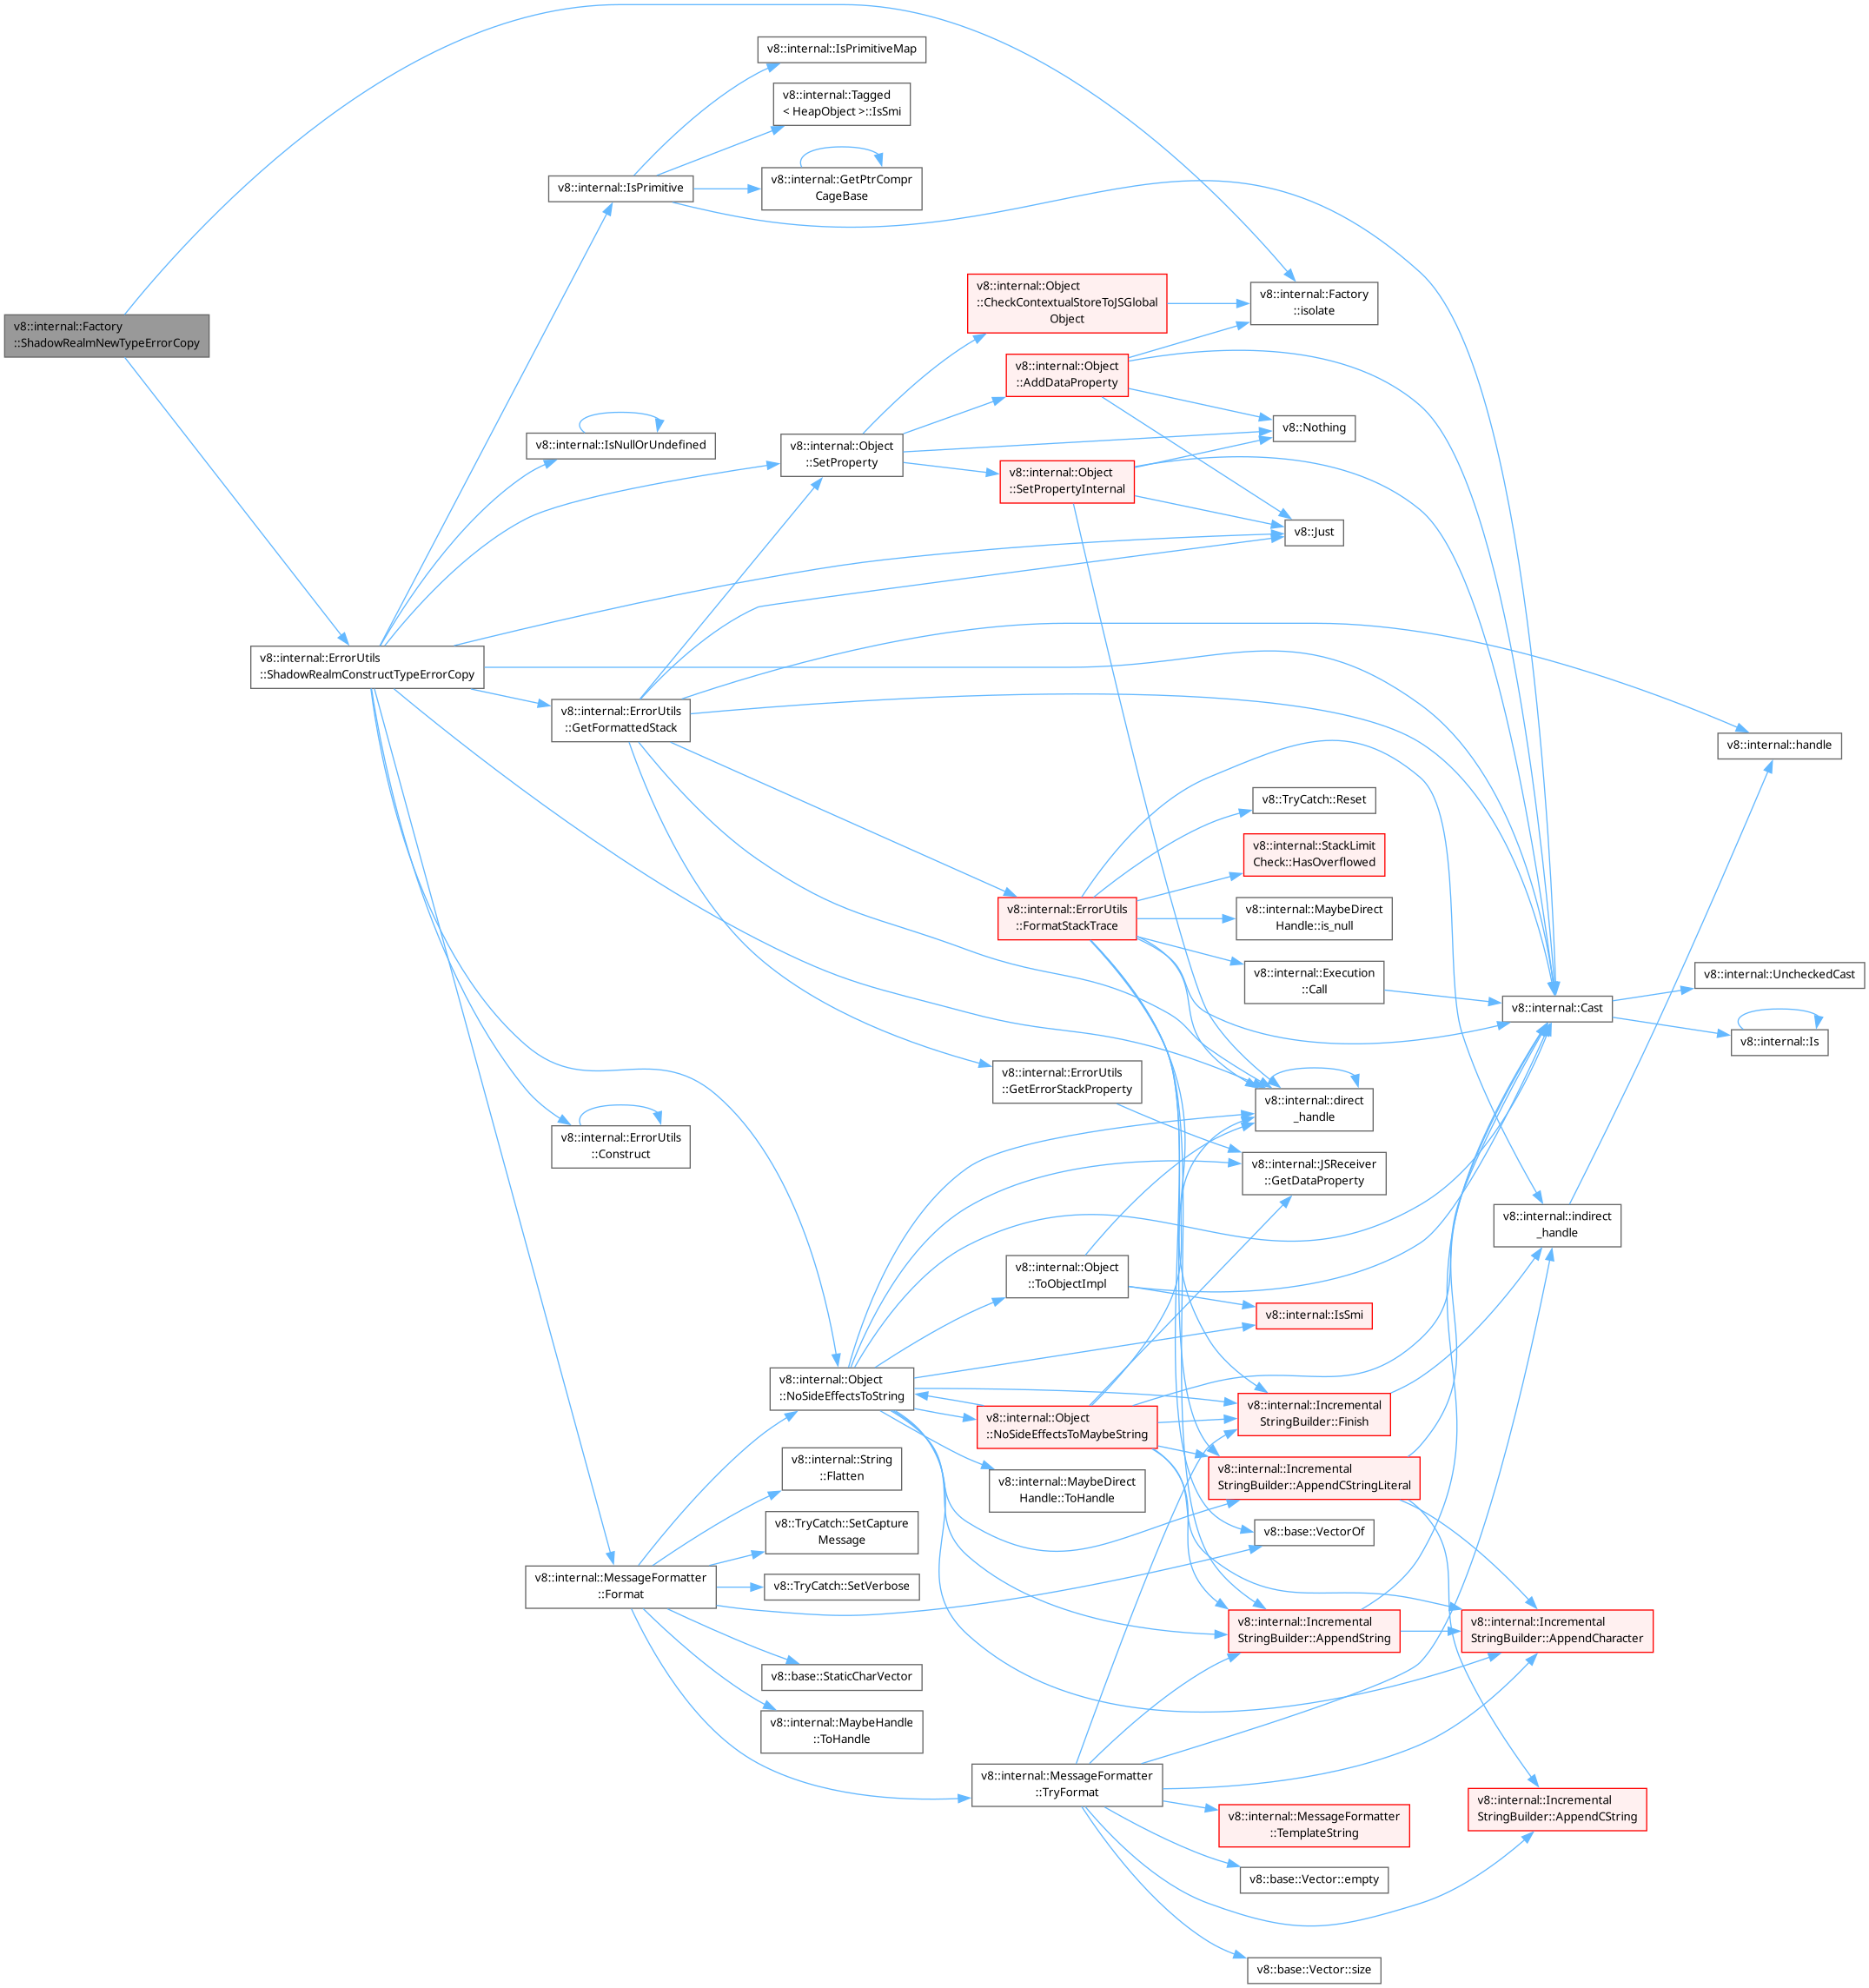 v8::internal::IsPrimitiveMap
v8::internal::Tagged
< HeapObject >::IsSmi
v8::internal::GetPtrCompr
CageBase
v8::internal::IsPrimitive
v8::internal::Object
::CheckContextualStoreToJSGlobal
Object
v8::internal::Factory
::isolate
v8::internal::Factory
::ShadowRealmNewTypeErrorCopy
v8::internal::Object
::AddDataProperty
v8::Nothing
v8::internal::IsNullOrUndefined
v8::internal::Object
::SetProperty
v8::internal::Object
::SetPropertyInternal
v8::Just
v8::internal::ErrorUtils
::ShadowRealmConstructTypeErrorCopy
v8::internal::ErrorUtils
::GetFormattedStack
v8::internal::handle
v8::TryCatch::Reset
v8::internal::StackLimit
Check::HasOverflowed
v8::internal::ErrorUtils
::FormatStackTrace
v8::internal::MaybeDirect
Handle::is_null
v8::internal::Execution
::Call
v8::internal::UncheckedCast
v8::internal::Cast
v8::internal::Is
v8::internal::ErrorUtils
::GetErrorStackProperty
v8::internal::direct
_handle
v8::internal::ErrorUtils
::Construct
v8::internal::JSReceiver
::GetDataProperty
v8::internal::indirect
_handle
v8::internal::Object
::ToObjectImpl
v8::internal::IsSmi
v8::internal::Object
::NoSideEffectsToString
v8::internal::Object
::NoSideEffectsToMaybeString
v8::internal::Incremental
StringBuilder::Finish
v8::internal::String
::Flatten
v8::internal::MaybeDirect
Handle::ToHandle
v8::internal::Incremental
StringBuilder::AppendCStringLiteral
v8::TryCatch::SetCapture
Message
v8::base::VectorOf
v8::internal::MessageFormatter
::Format
v8::TryCatch::SetVerbose
v8::internal::Incremental
StringBuilder::AppendString
v8::internal::Incremental
StringBuilder::AppendCharacter
v8::base::StaticCharVector
v8::internal::MaybeHandle
::ToHandle
v8::internal::MessageFormatter
::TryFormat
v8::internal::MessageFormatter
::TemplateString
v8::internal::Incremental
StringBuilder::AppendCString
v8::base::Vector::empty
v8::base::Vector::size